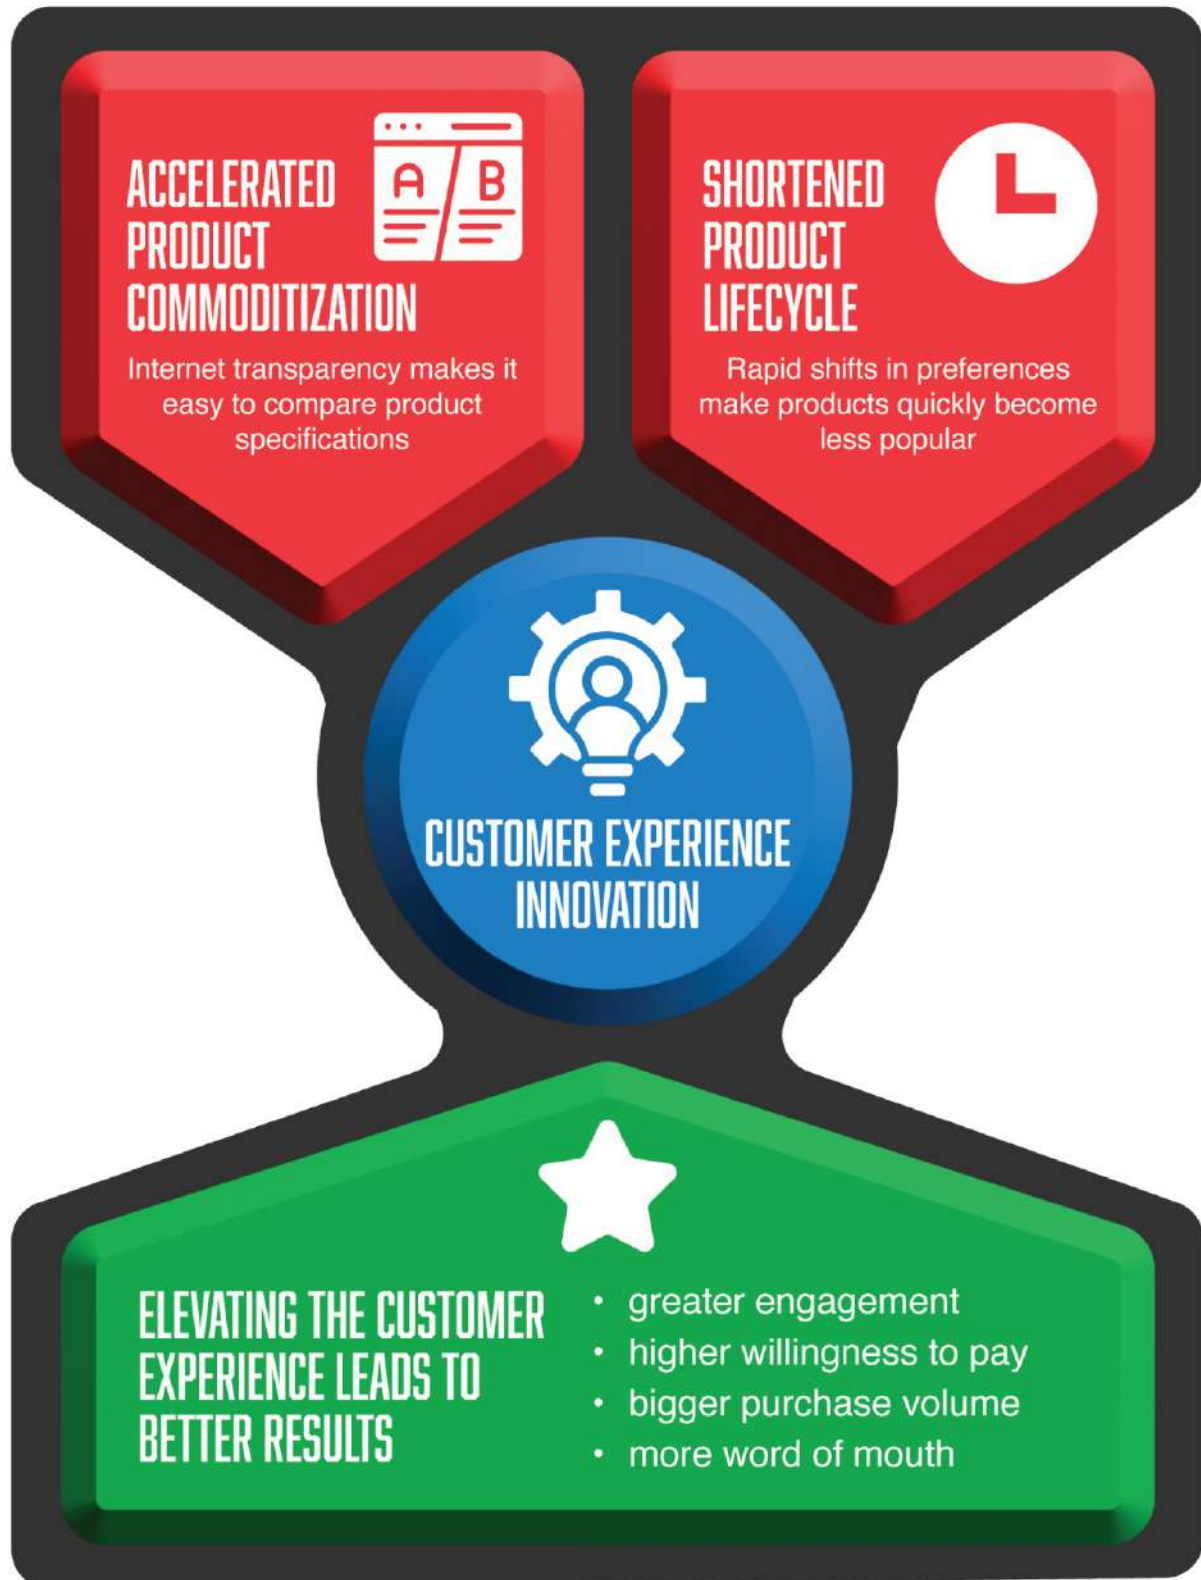 A B
ACCELERATED
PRODUCT
COMMODITIZATION
Internet transparency makes it
easy to compare product
specifications
SHORTENED
PRODUCT
LIFECYCLE
Rapid shifts in preferences
make products quickly become
less popular
CUSTOMER EXPERIENCE
INNOVATION
ELEVATING THE CUSTOMER
EXPERIENCE LEADS TO
BETTER RESULTS
• greater engagement
• higher willingness to pay
• bigger purchase volume
• more word of mouth